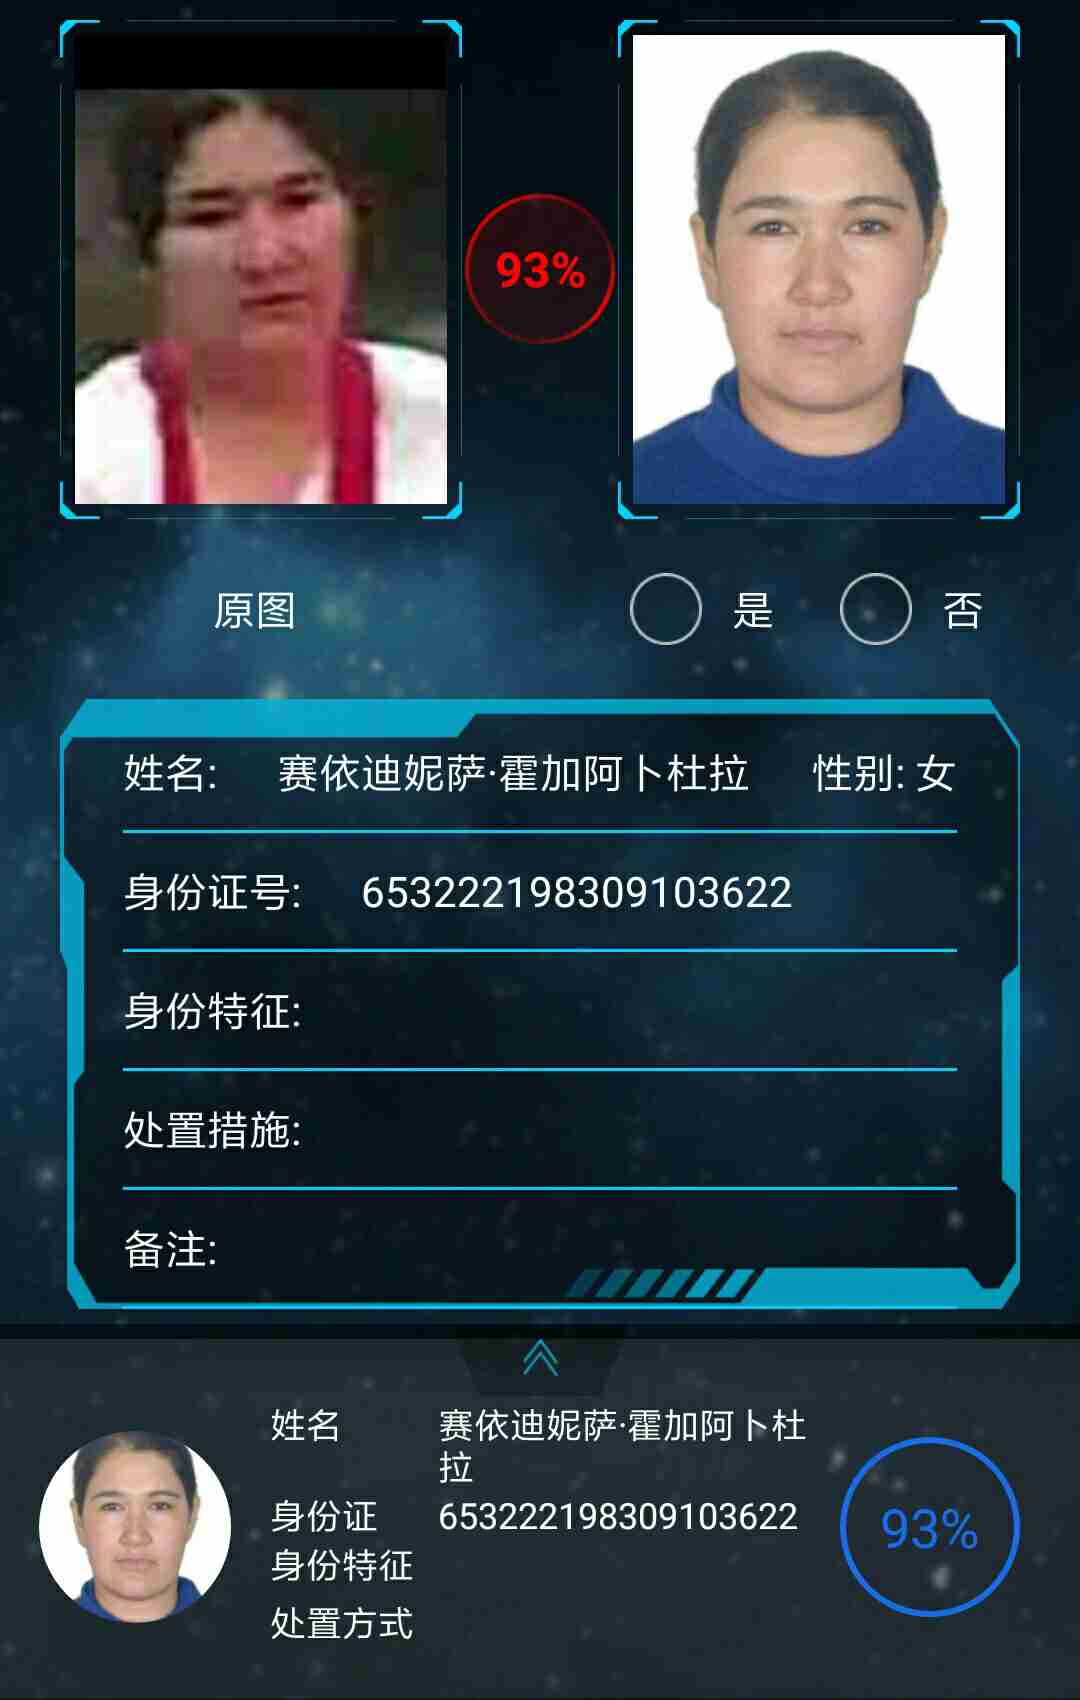 93%
原图
是
否
姓名: 赛依迪妮萨·霍加阿卜杜拉 性别: 女
身份证号: 653222198309103622
身份特征:
处置措施:
备注:
姓名 赛依迪妮萨·霍加阿卜杜
拉
身份证 653222198309103622
93%
身份特征
处置方式